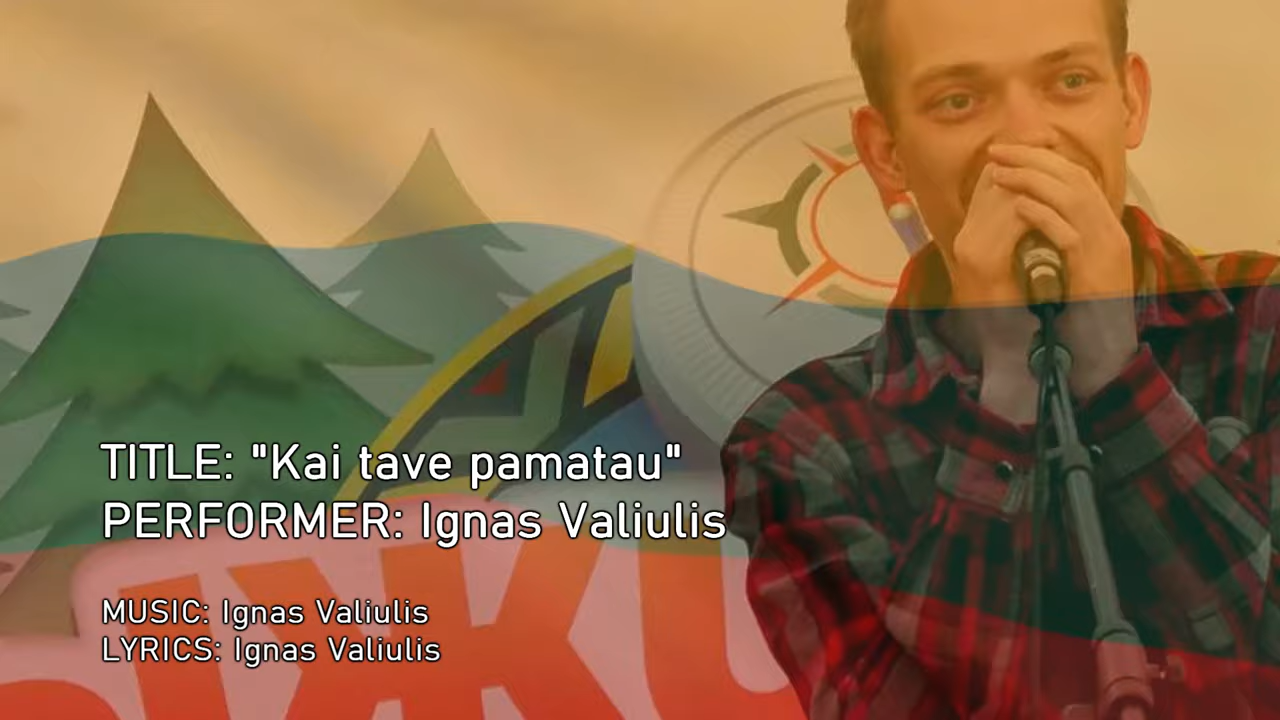 TITLE: "Kai tave pamatau"
PERFORMER: Ignas Valiulis
MUSIC: Ignas Valiulis
LYRICS: Ignas Valiulis